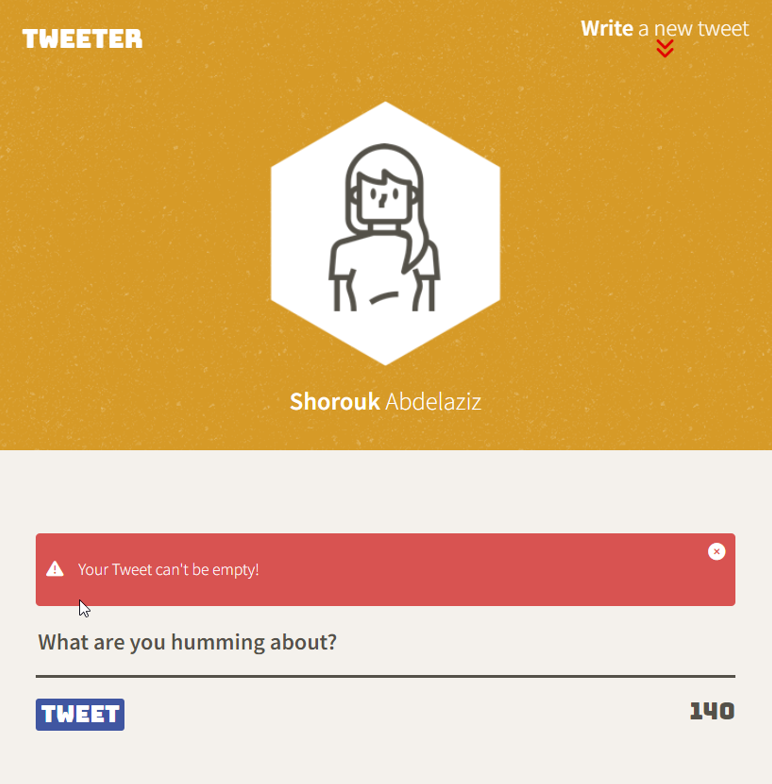 TWEETER
Write a new tweet
Shorouk Abdelaziz
Your Tweet can't be empty!
What are you humming about?
TWEET
140